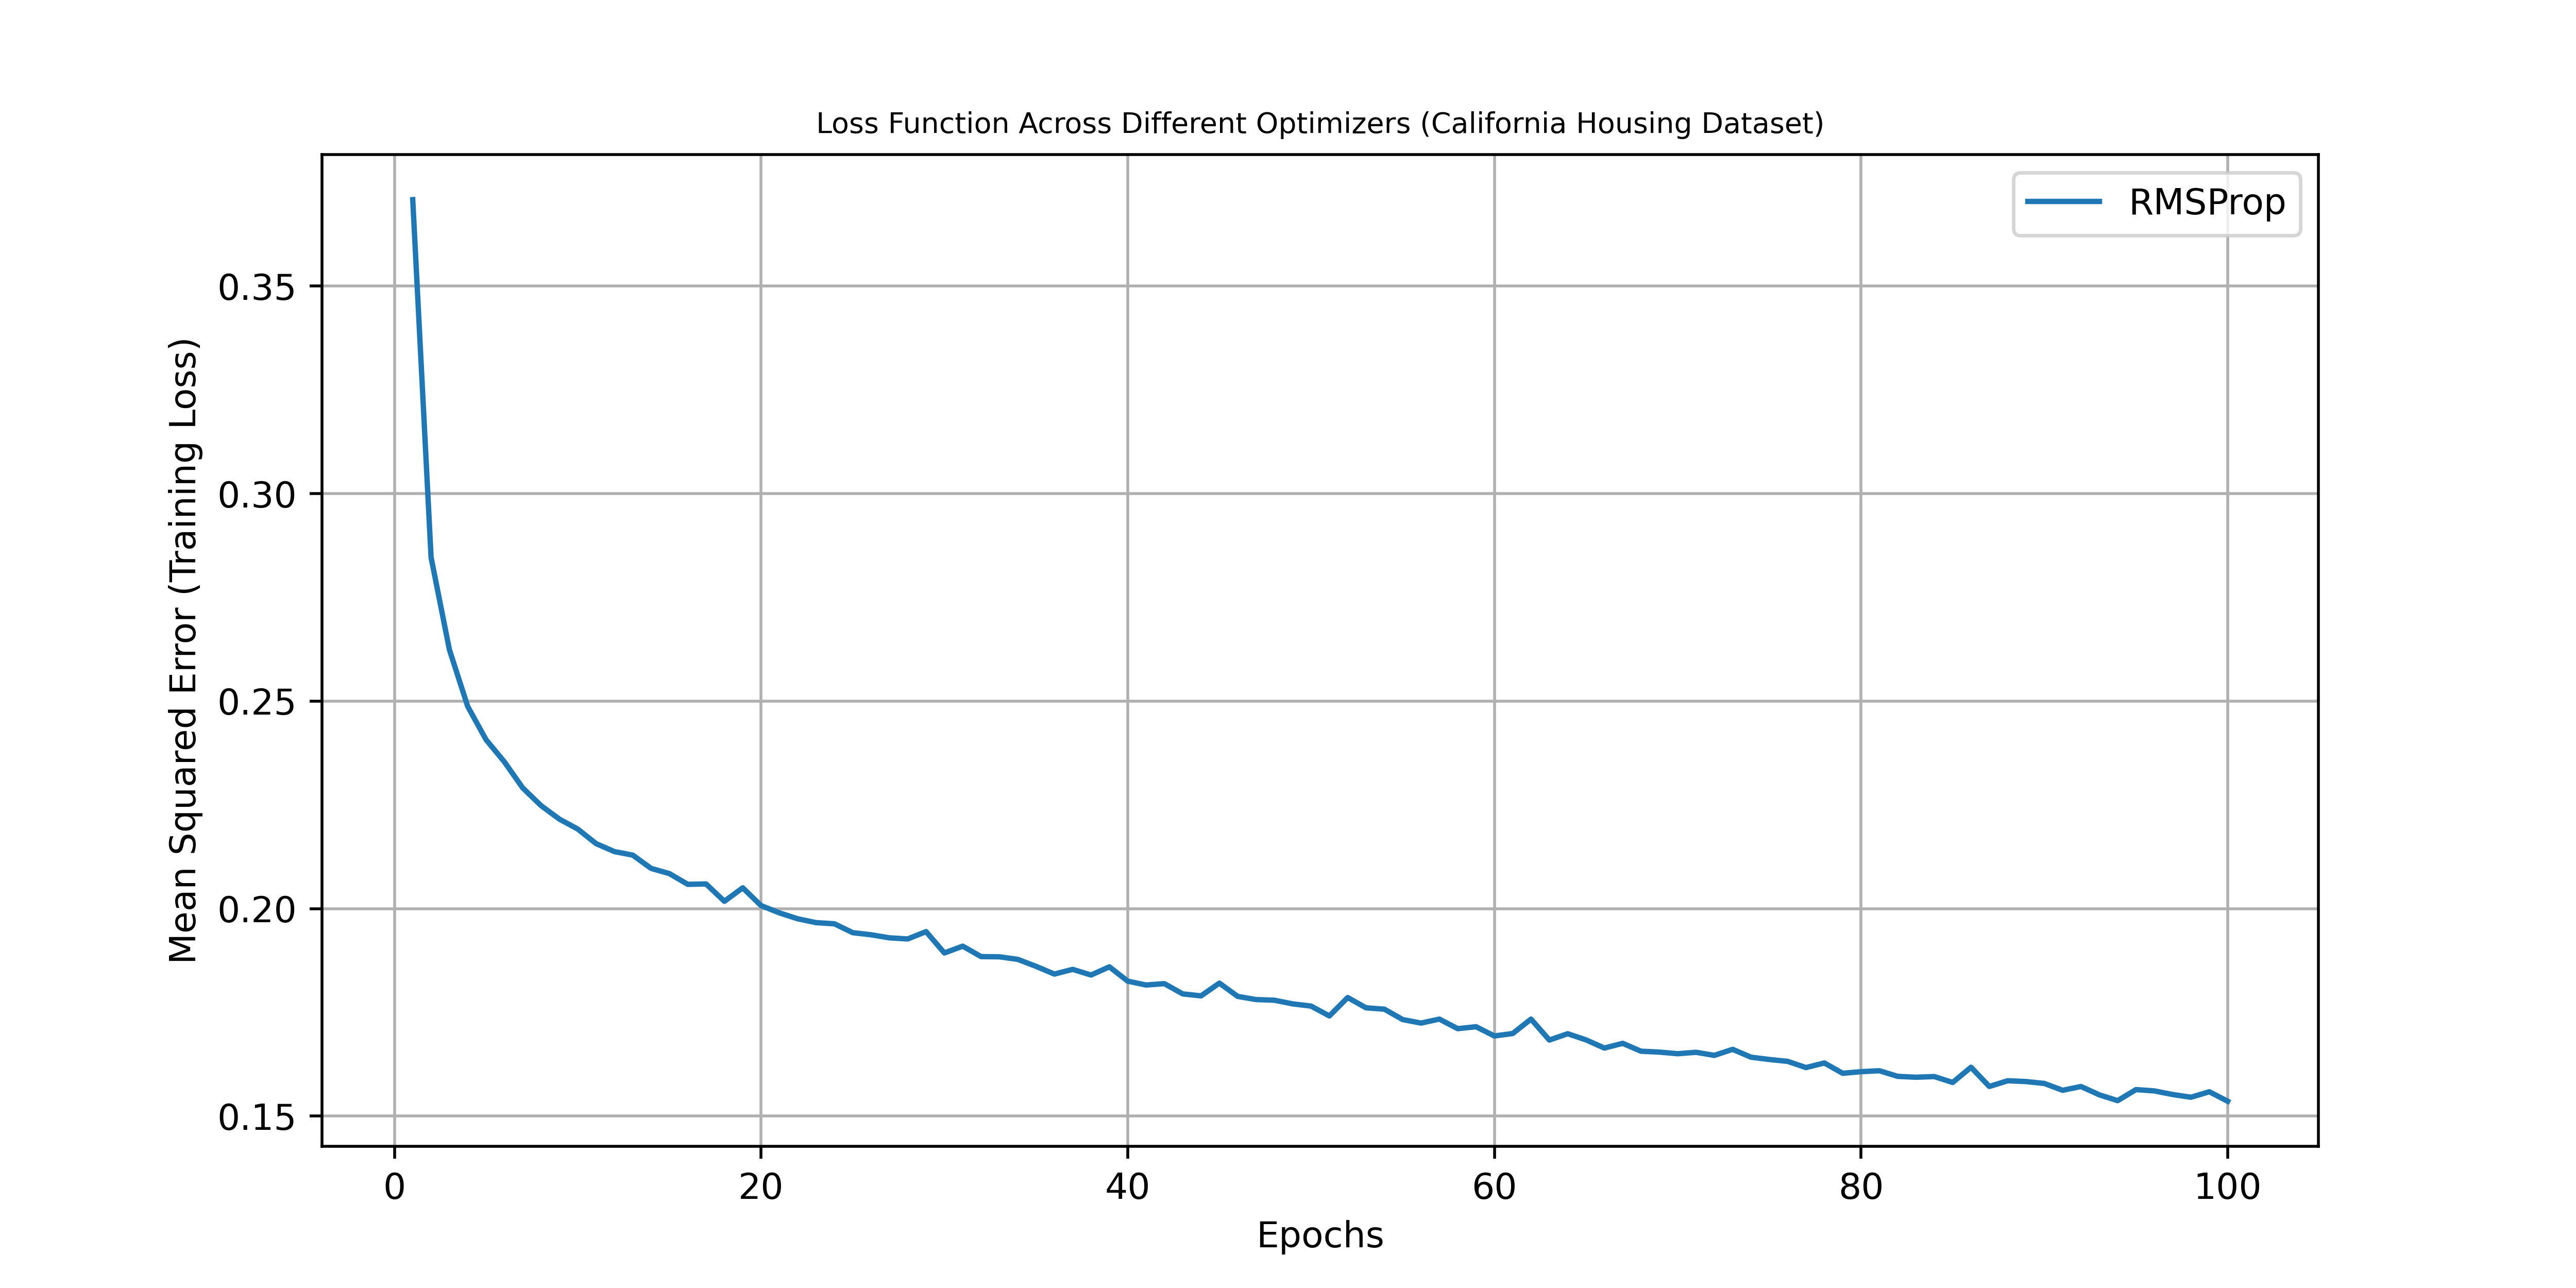 Loss Function Across Different Optimizers (California Housing Dataset)
RMSProp
Mean Squared Error (Training Loss)
0.35
0.30
0.25
0.20
0.15
0
20
40
60
80
100
Epochs